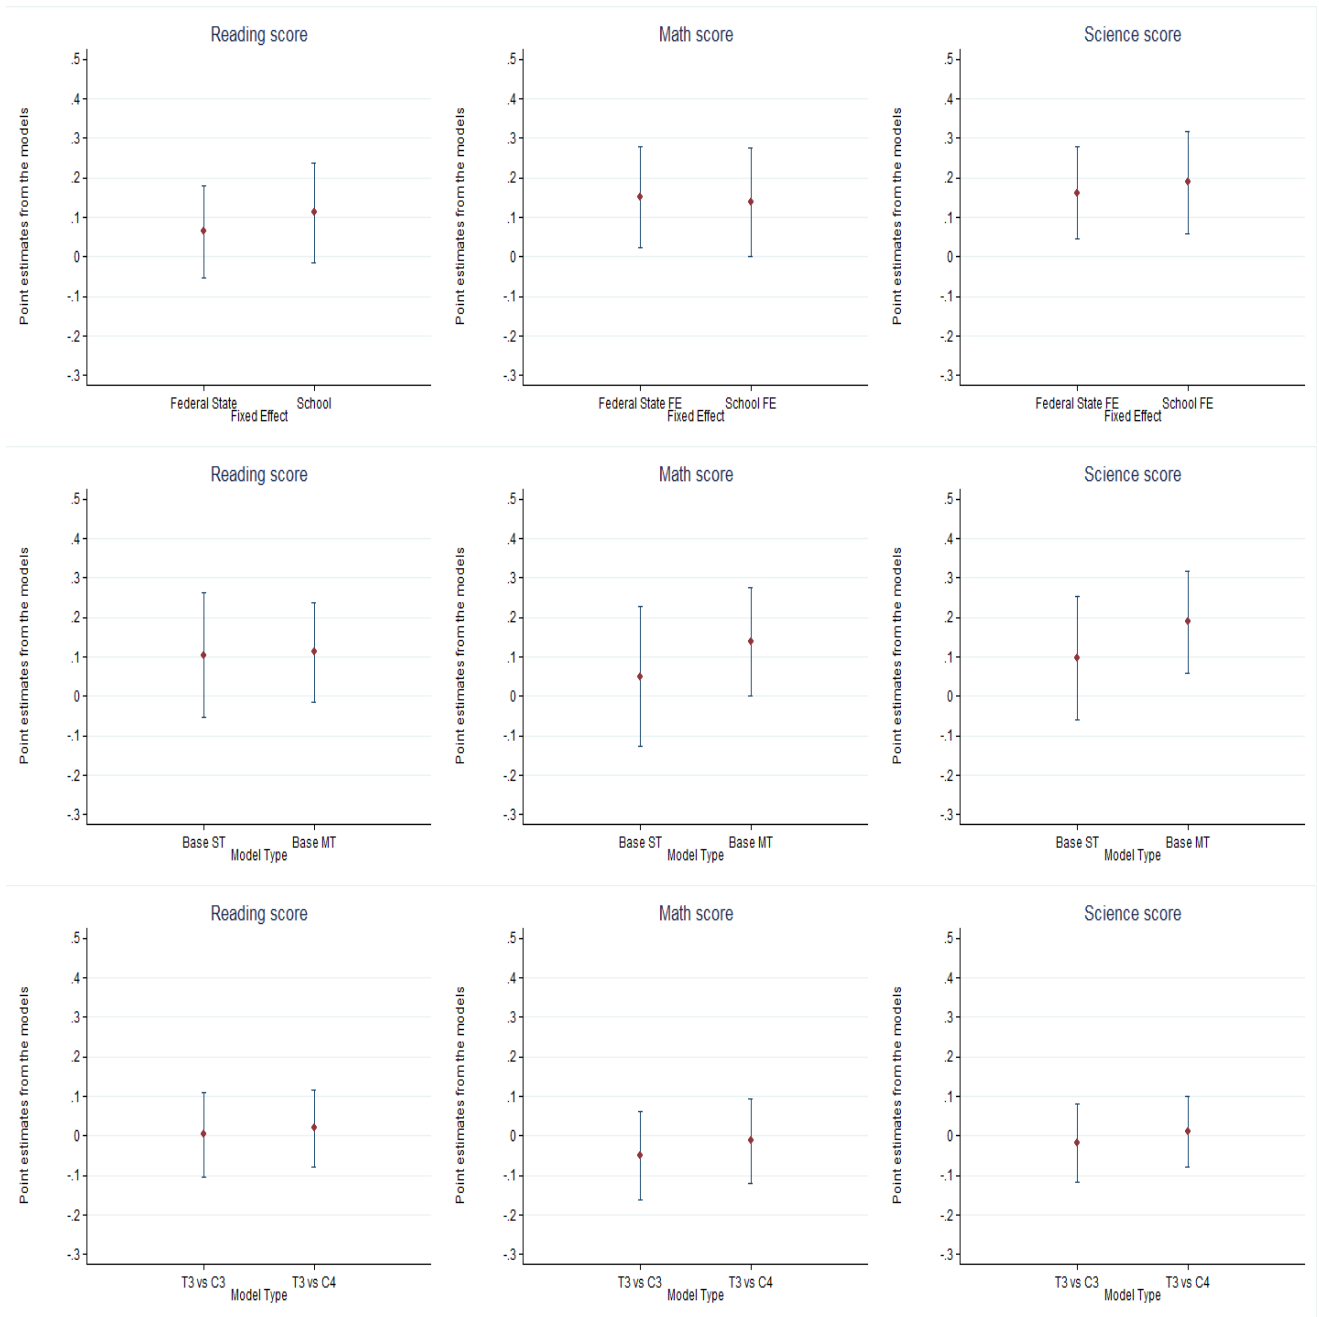 Reading score
Point estimates from the models
.5
.4
.3
.2
.1
0
-.1
-.2
-.3
Federal State
School
Fixed Effect
Math score
Point estimates from the models
.5
.4
.3
.2
.1
0
-.1
-.2
-.3
Federal State FE
School FE
Fixed Effect
Science score
Point estimates from the models
.5
.4
.3
.2
.1
0
-.1
-.2
-.3
Federal State FE
School FE
Fixed Effect
Reading score
Point estimates from the models
.5
.4
.3
.2
.1
0
-.1
-.2
-.3
Base ST
Base MT
Model Type
Math score
Point estimates from the models
.5
.4
.3
.2
.1
0
-.1
-.2
-.3
Base ST
Base MT
Model Type
Science score
Point estimates from the models
.5
.4
.3
.2
.1
0
-.1
-.2
-.3
Base ST
Base MT
Model Type
Reading score
Point estimates from the models
.5
.4
.3
.2
.1
0
-.1
-.2
-.3
T3 vs C3
T3 vs C4
Model Type
Math score
Point estimates from the models
.5
.4
.3
.2
.1
0
-.1
-.2
-.3
T3 vs C3
T3 vs C4
Model Type
Science score
Point estimates from the models
.5
.4
.3
.2
.1
0
-.1
-.2
-.3
T3 vs C3
T3 vs C4
Model Type